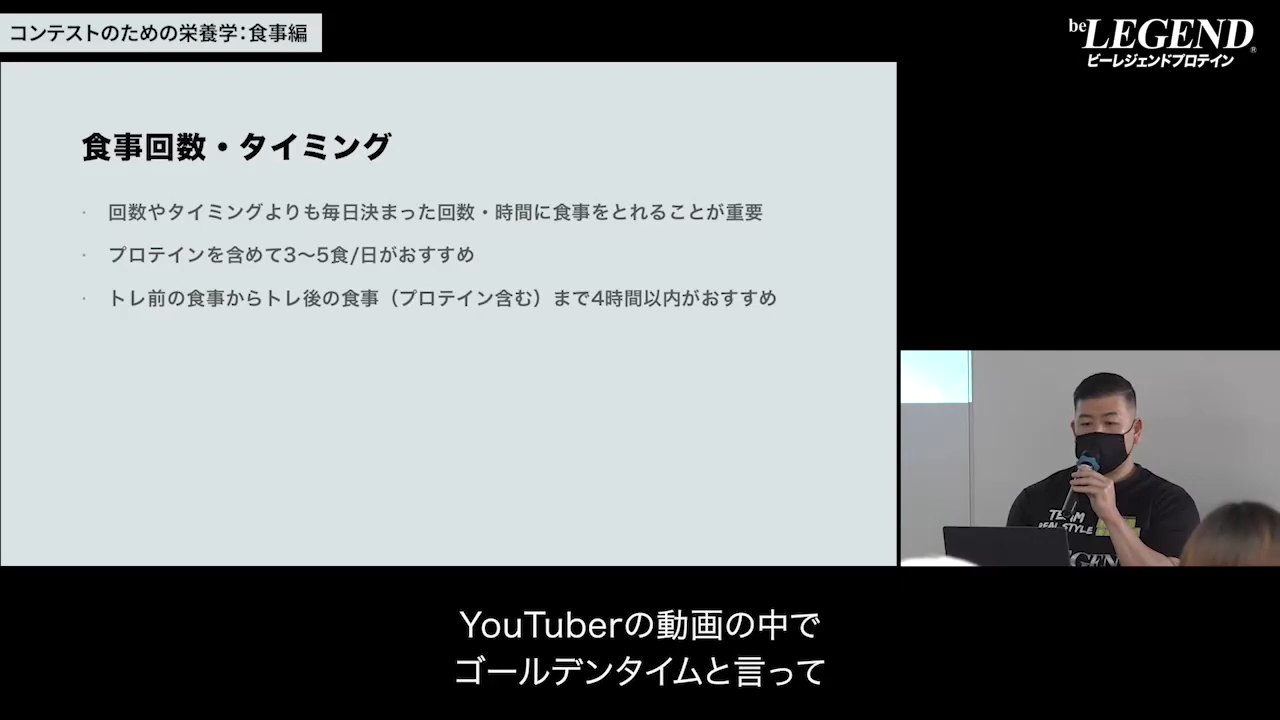 コンテストのための栄養学：食事編
be LEGEND®
ビーレジェンドプロテイン
食事回数・タイミング
・ 回数やタイミングよりも毎日決まった回数・時間に食事をとれることが重要
・ プロテインを含めて3〜5食/日がおすすめ
・ トレ前の食事からトレ後の食事（プロテイン含む）まで4時間以内がおすすめ
TEAM
REAL STYLE
YouTuberの動画の中で
ゴールデンタイムと言って